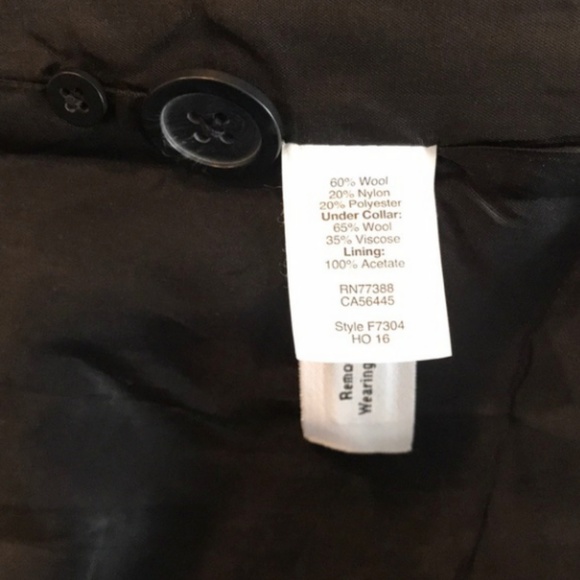 60% Wool
20% Nylon
20% Polyester
Under Collar:
65% Wool
35% Viscose
Lining:
100% Acetate
RN77388
CA56445
Style F7304
HO 16
Wearing